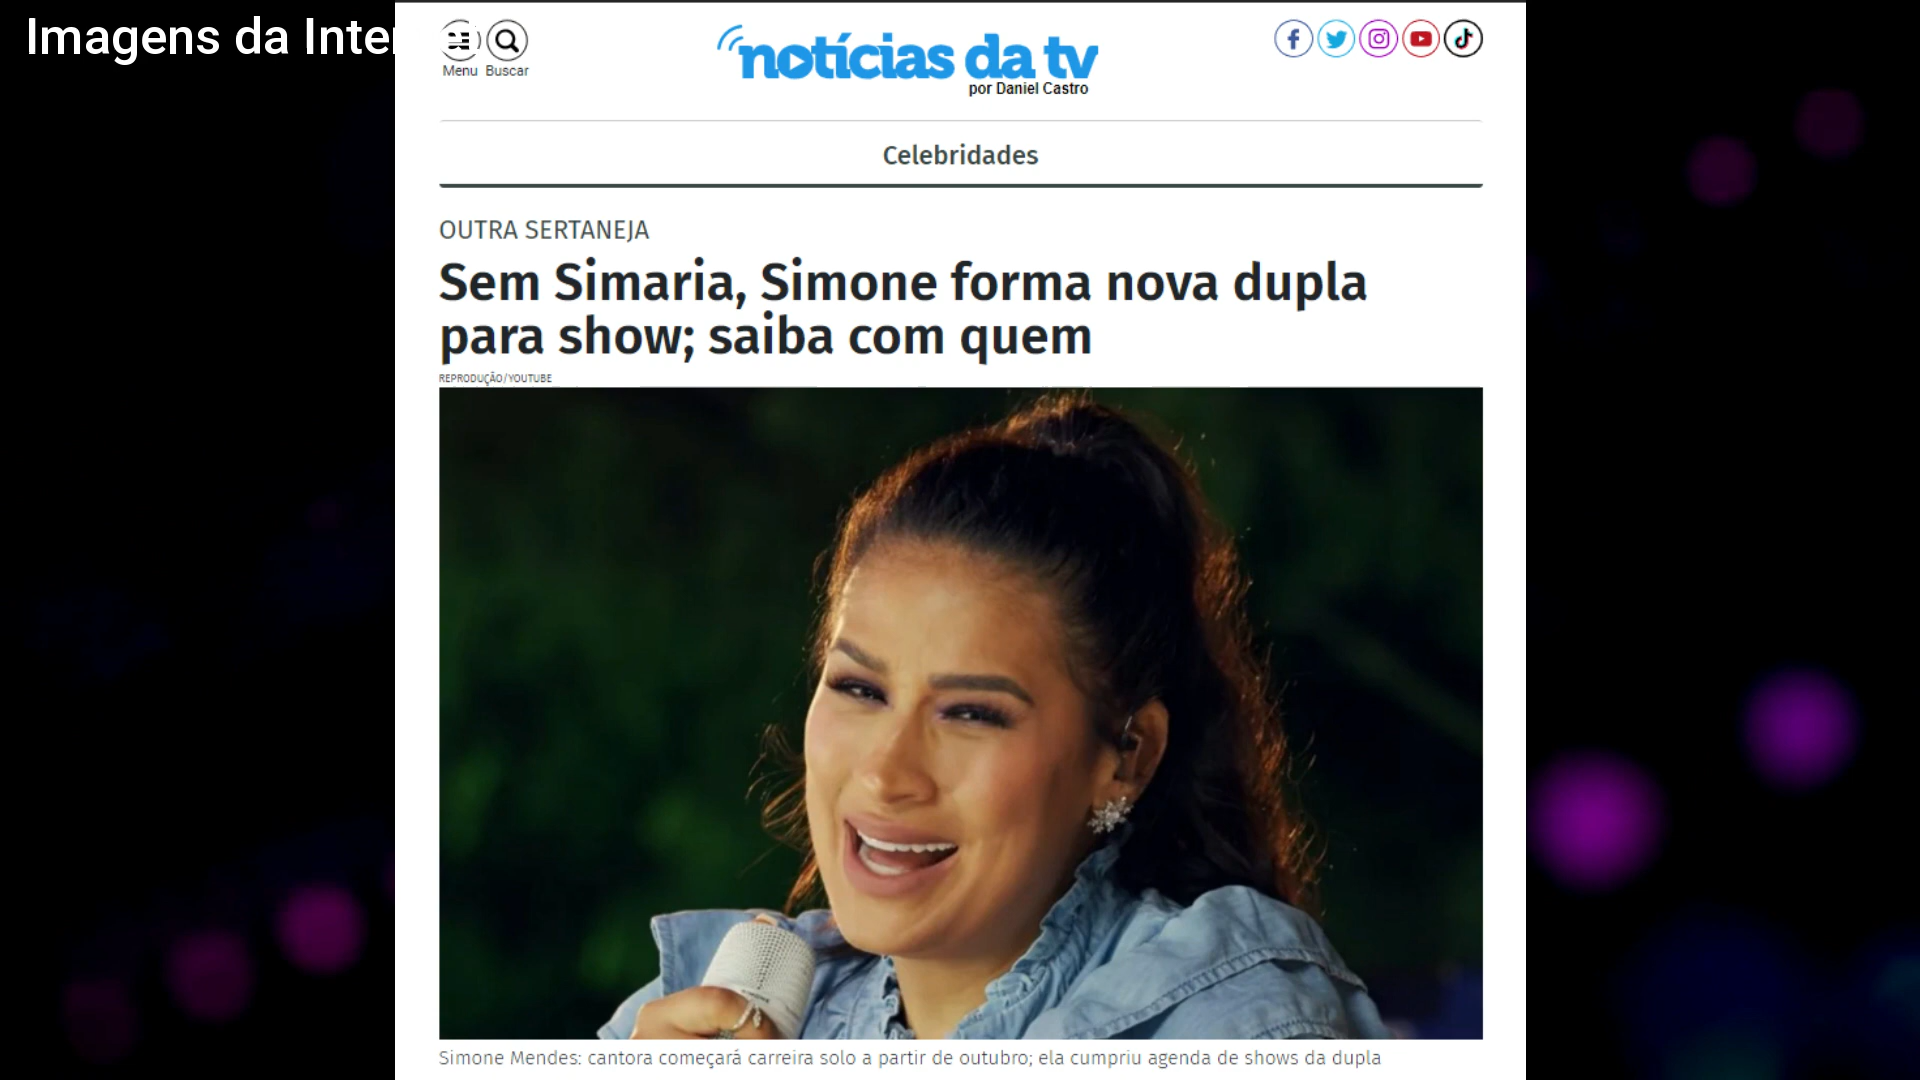 Imagens da Inter
Menu Buscar
notícias da tv
por Daniel Castro
Celebridades
OUTRA SERTANEJA
Sem Simaria, Simone forma nova dupla
para show; saiba com quem
REPRODUÇÃO/YOUTUBE
Simone Mendes: cantora começará carreira solo a partir de outubro; ela cumpriu agenda de shows da dupla